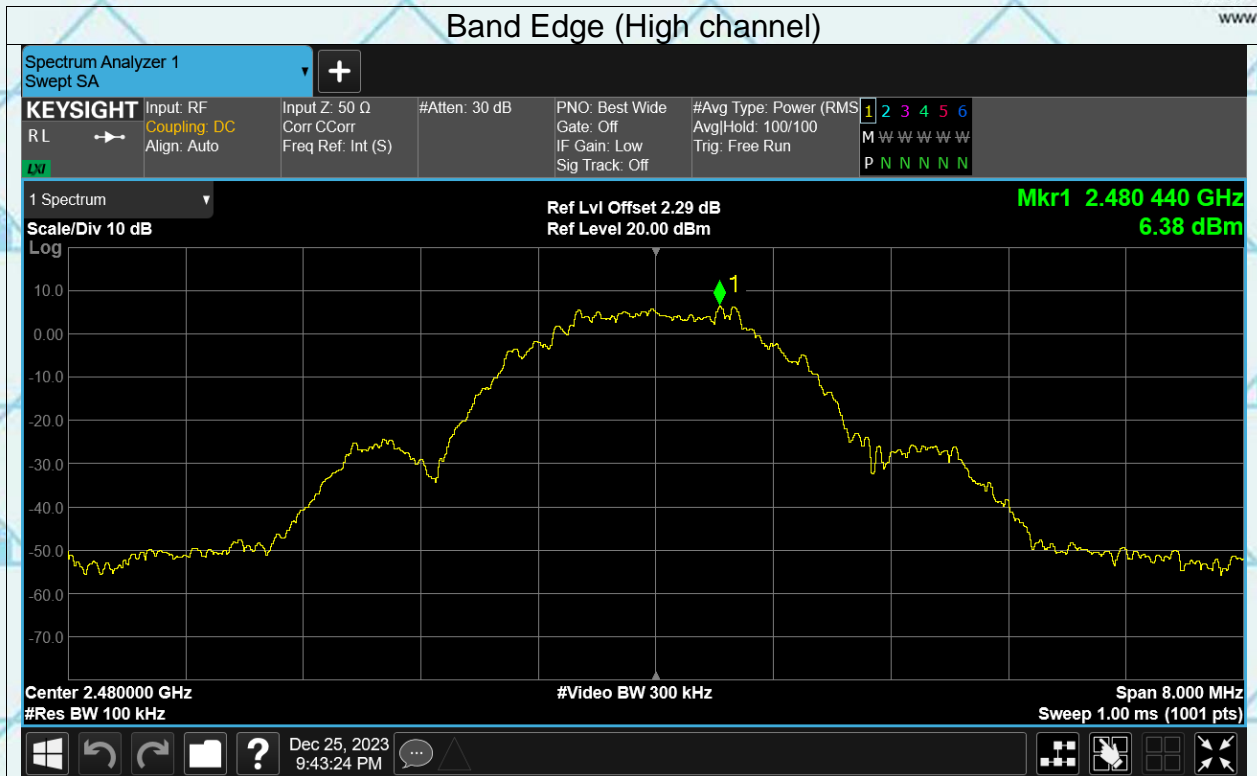 www
Band Edge (High channel)
Spectrum Analyzer 1
Swept SA
KEYSIGHT
RL
LXI
Input: RF
Coupling: DC
Align: Auto
Input Z: 50 Ω
Corr CCorr
Freq Ref: Int (S)
#Atten: 30 dB
PNO: Best Wide
Gate: Off
IF Gain: Low
Sig Track: Off
#Avg Type: Power (RMS
Avg|Hold: 100/100
Trig: Free Run
1 2 3 4 5 6
M W W W W W
P N N N N N
1 Spectrum
Scale/Div 10 dB
Log
Ref Lvl Offset 2.29 dB
Ref Level 20.00 dBm
Mkr1 2.480 440 GHz
6.38 dBm
1
10.0
0.00
-10.0
-20.0
-30.0
-40.0
-50.0
-60.0
-70.0
Center 2.480000 GHz
#Video BW 300 kHz
Span 8.000 MHz
#Res BW 100 kHz
Sweep 1.00 ms (1001 pts)
?
Dec 25, 2023
9:43:24 PM